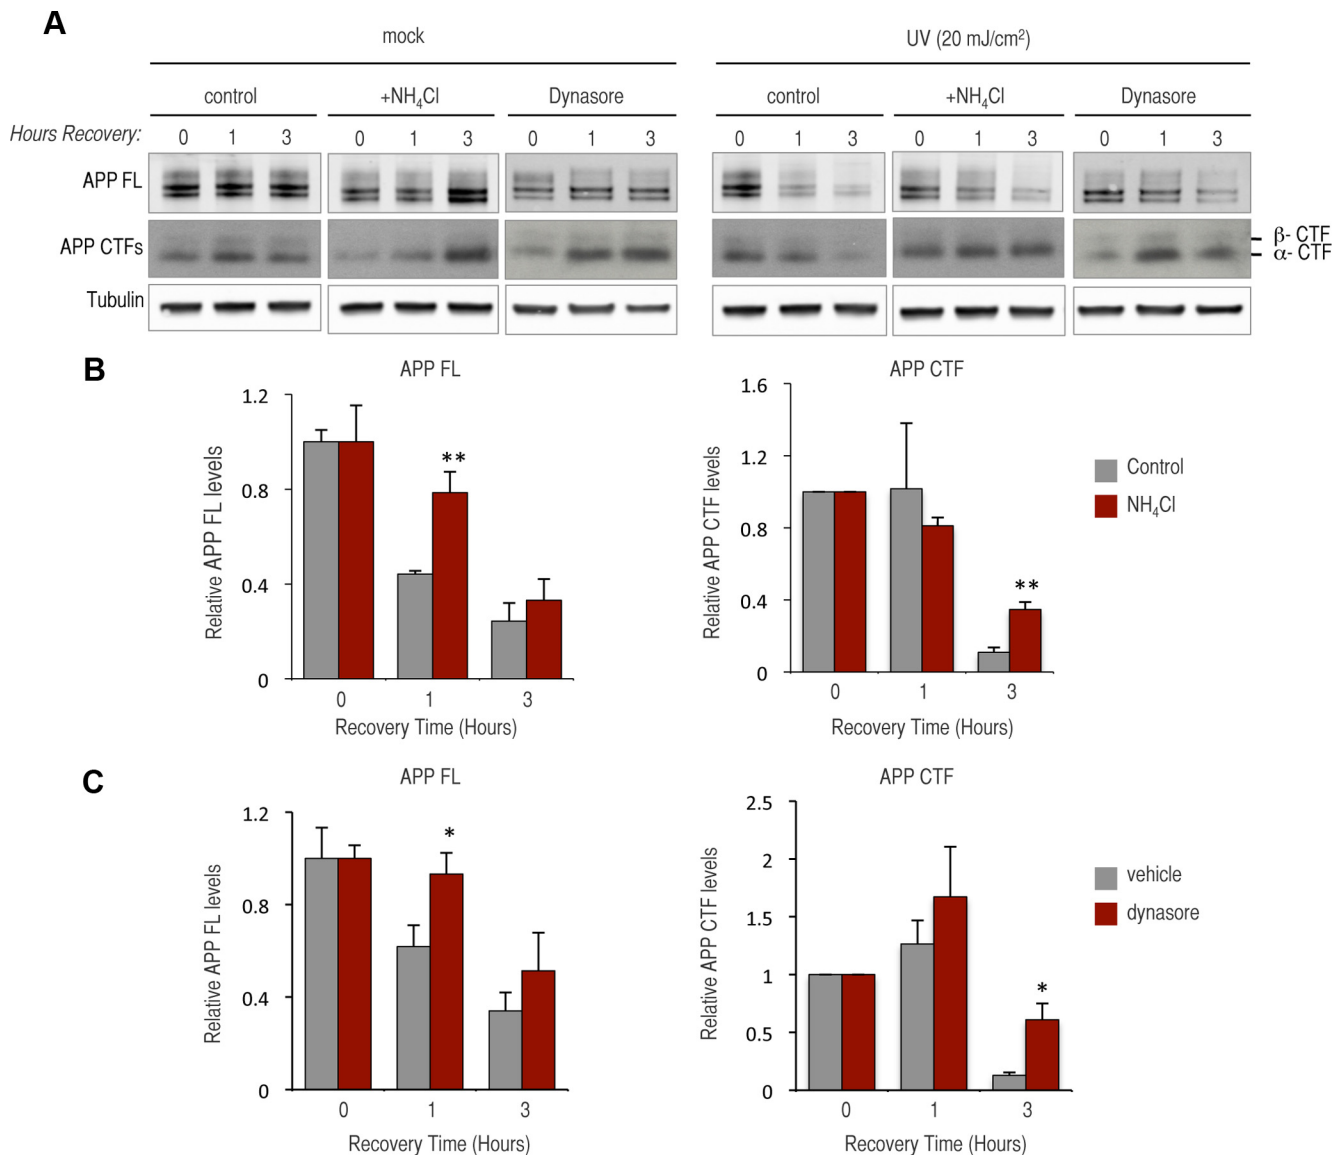 A
mock
UV (20 mJ/cm²)
control +NH₄Cl Dynasore control +NH₄Cl Dynasore
Hours Recovery: 0 1 3 0 1 3 0 1 3 0 1 3 0 1 3 0 1 3
APP FL
APP CTFs
β- CTF
α- CTF
Tubulin
B
APP FL
Relative APP FL levels
1.2
0.8
0.4
0
**
0 1 3
Recovery Time (Hours)
APP CTF
Relative APP CTF levels
1.6
1.2
0.8
0.4
0
**
0 1 3
Recovery Time (Hours)
Control
NH₄Cl
C
APP FL
Relative APP FL levels
1.2
0.8
0.4
0
*
0 1 3
Recovery Time (Hours)
APP CTF
Relative APP CTF levels
2.5
2
1.5
1
0.5
0
*
0 1 3
Recovery Time (Hours)
vehicle
dynasore